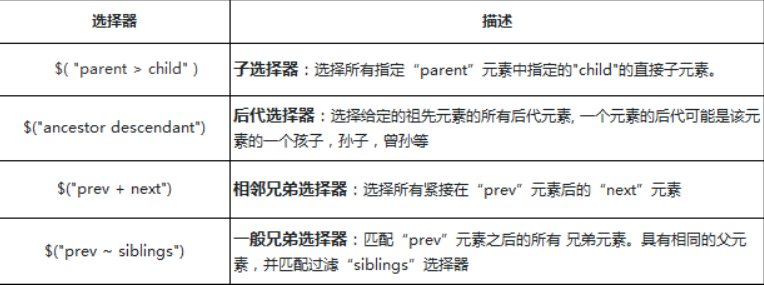 选择器 描述
$( "parent > child" ) 子选择器：选择所有指定“parent”元素中指定的"child"的直接子元素。
$("ancestor descendant")
后代选择器：选择给定的祖先元素的所有后代元素, 一个元素的后代可能是该元
素的一个孩子，孙子，曾孙等
$("prev + next") 相邻兄弟选择器：选择所有紧接在“prev”元素后的“next”元素
$("prev ~ siblings")
一般兄弟选择器：匹配“prev”元素之后的所有 兄弟元素。具有相同的父元
素，并匹配过滤“siblings”选择器